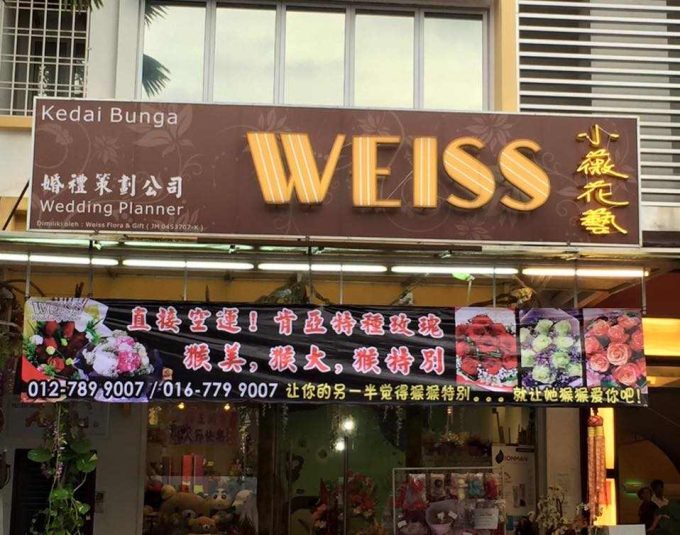 Kedai Bunga
WEISS
小薇花藝
婚禮策劃公司
Wedding Planner
Dimiliki oleh : Weiss Flora & Gift ( JM 0453767-K )
直接空運! 肯亞特種玫瑰
猴美,猴大,猴特別
012-789 9007 / 016-779 9007 让你的另一半觉得猴猴特别... 就让他猴猴爱你吧!